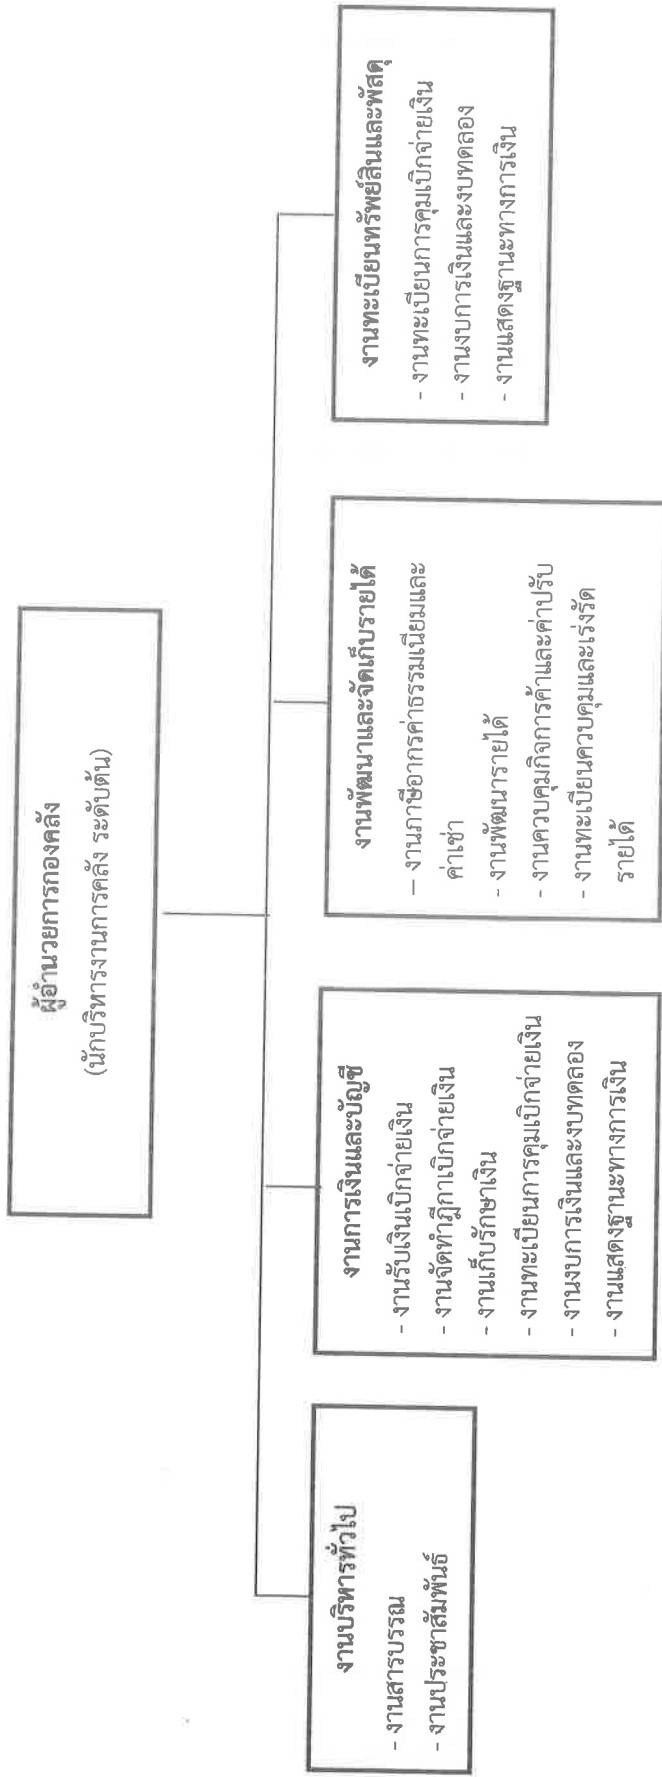 ผู้อำนวยการกองคลัง
(นักบริหารงานการคลัง ระดับต้น)
งานบริหารทั่วไป
- งานสารบรรณ
- งานประชาสัมพันธ์
งานการเงินและบัญชี
- งานรับเงินเบิกจ่ายเงิน
- งานจัดทำฎีกาเบิกจ่ายเงิน
- งานเก็บรักษาเงิน
- งานทะเบียนการคุมเบิกจ่ายเงิน
- งานงบการเงินและงบทดลอง
- งานแสดงฐานะทางการเงิน
งานพัฒนาและจัดเก็บรายได้
– งานภาษีอากรค่าธรรมเนียมและ
ค่าเช่า
- งานพัฒนารายได้
- งานควบคุมกิจการค้าและค่าปรับ
- งานทะเบียนควบคุมและเร่งรัด
รายได้
งานทะเบียนทรัพย์สินและพัสดุ
- งานทะเบียนการคุมเบิกจ่ายเงิน
- งานงบการเงินและงบทดลอง
- งานแสดงฐานะทางการเงิน